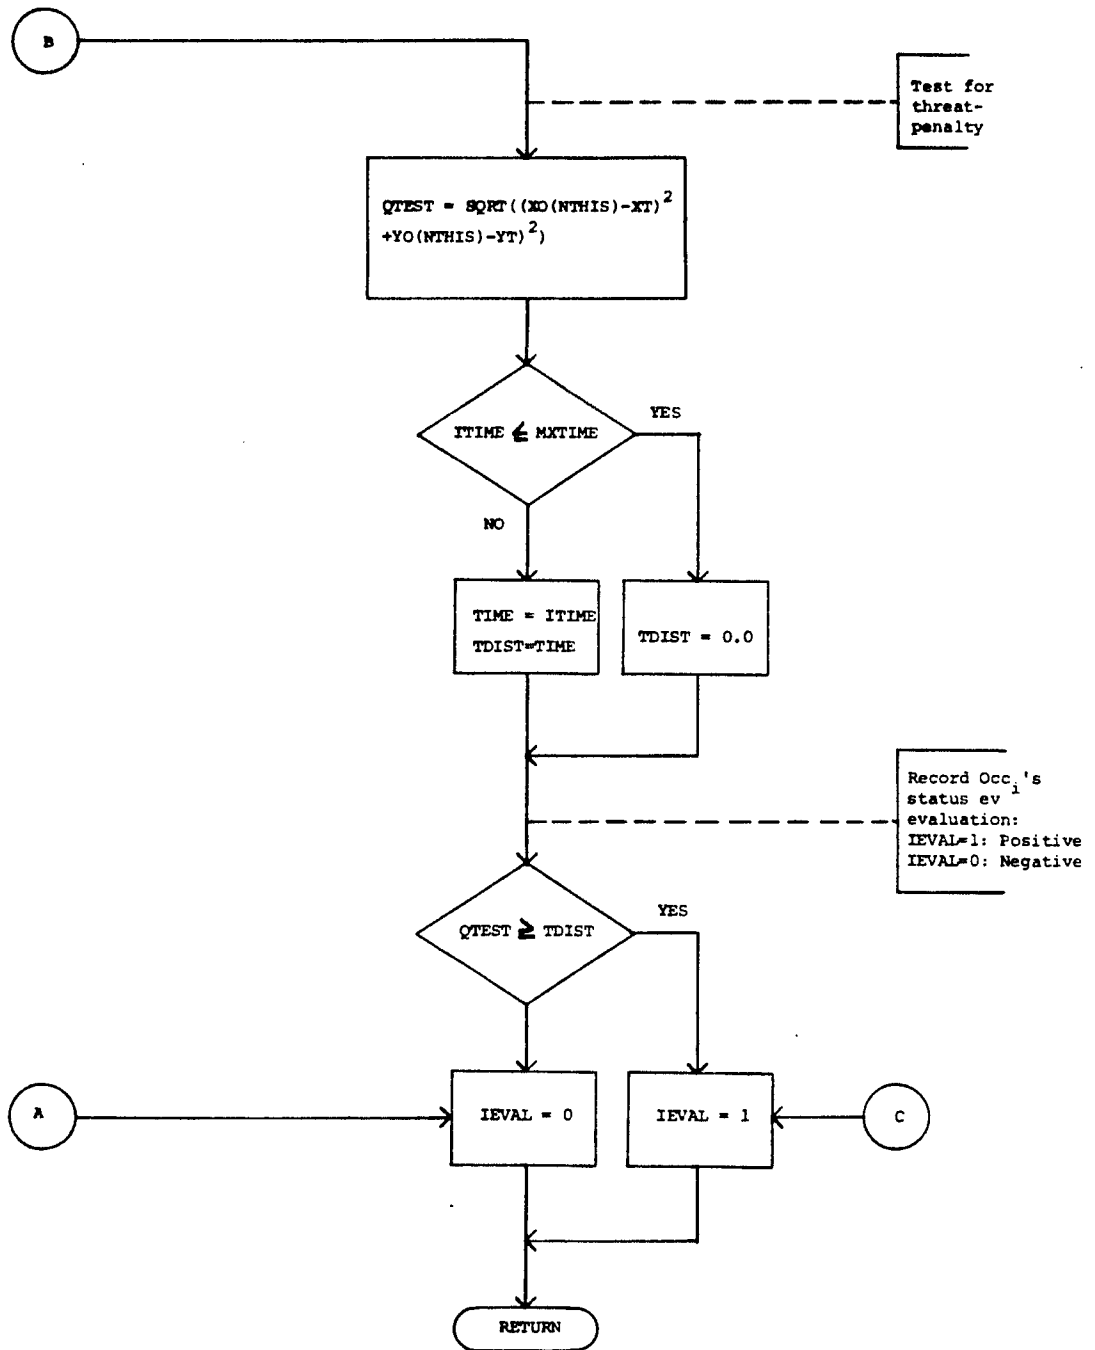 B
Test for
threat-
penalty
QTEST = SQRT((XO(NTHIS)-XT)²
+YO(NTHIS)-YT)²)
YES
ITIME ≦ MXTIME
NO
TIME = ITIME
TDIST=TIME
TDIST = 0.0
Record Occᵢ's
status ev
evaluation:
IEVAL=1: Positive
IEVAL=0: Negative
YES
QTEST ≧ TDIST
A
IEVAL = 0
IEVAL = 1
C
RETURN